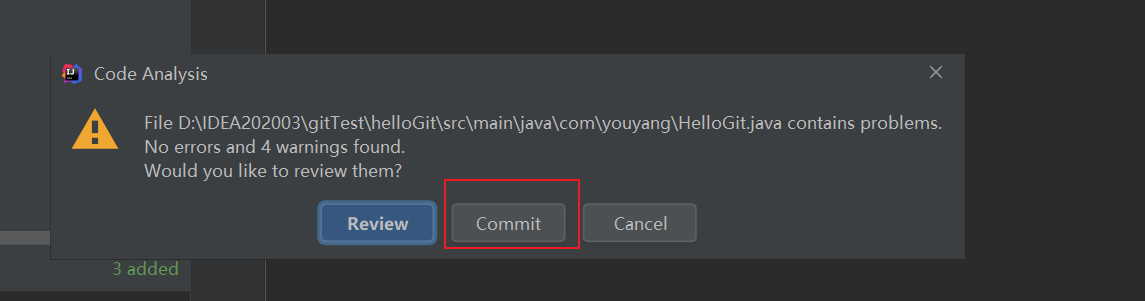 Code Analysis
File D:\IDEA202003\gitTest\helloGit\src\main\java\com\youyang\HelloGit.java contains problems.
No errors and 4 warnings found.
Would you like to review them?
Review Commit Cancel
3 added